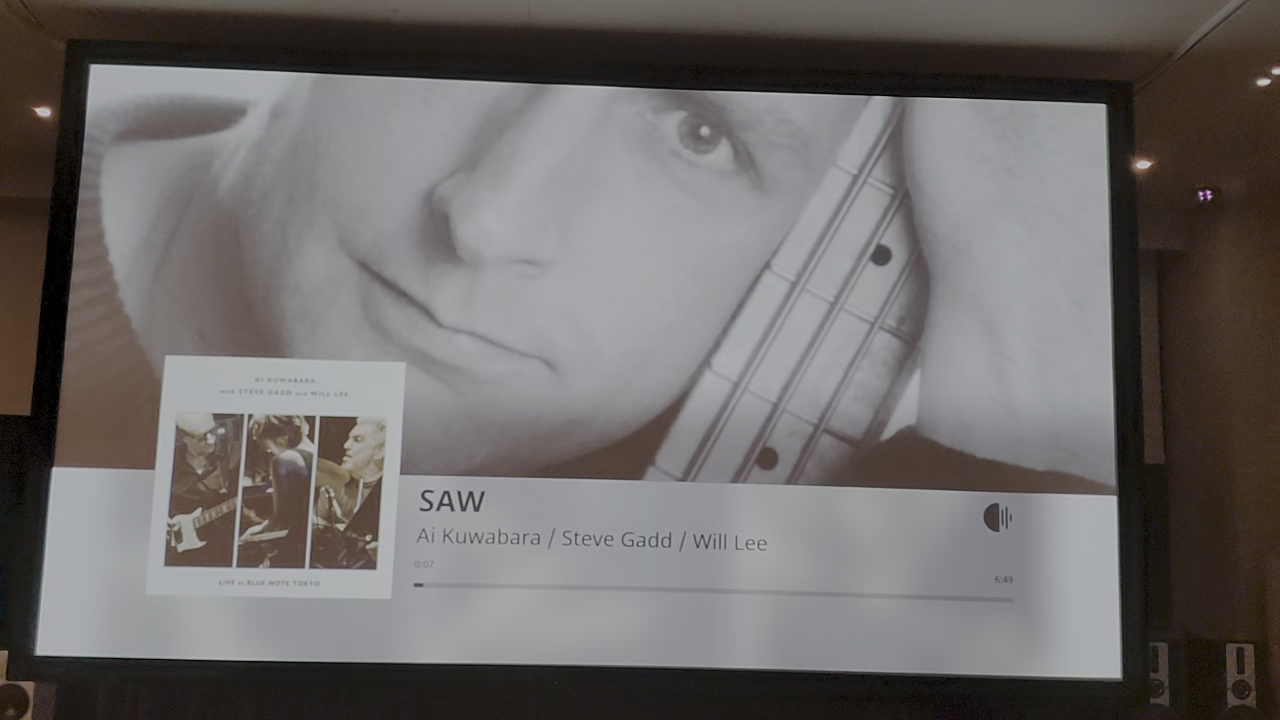 Ai KUWABARA
WITH STEVE GADD AND WILL LEE
LIVE AT BLUE NOTE TOKYO
SAW
Ai Kuwabara / Steve Gadd / Will Lee
0:07
6:49